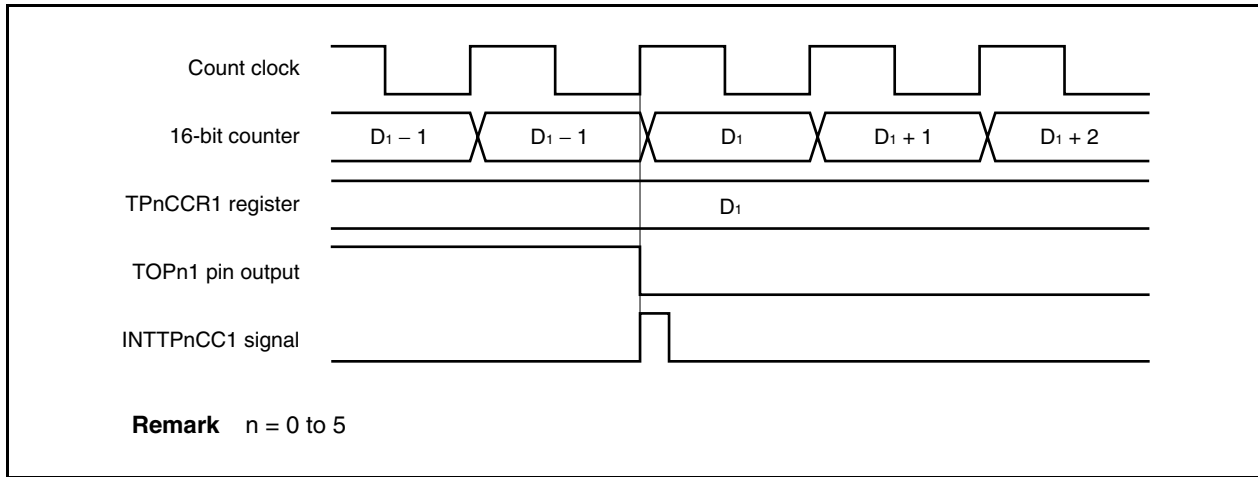 Count clock
16-bit counter D₁ − 1 D₁ − 1 D₁ D₁ + 1 D₁ + 2
TPnCCR1 register D₁
TOPn1 pin output
INTTPnCC1 signal
Remark n = 0 to 5